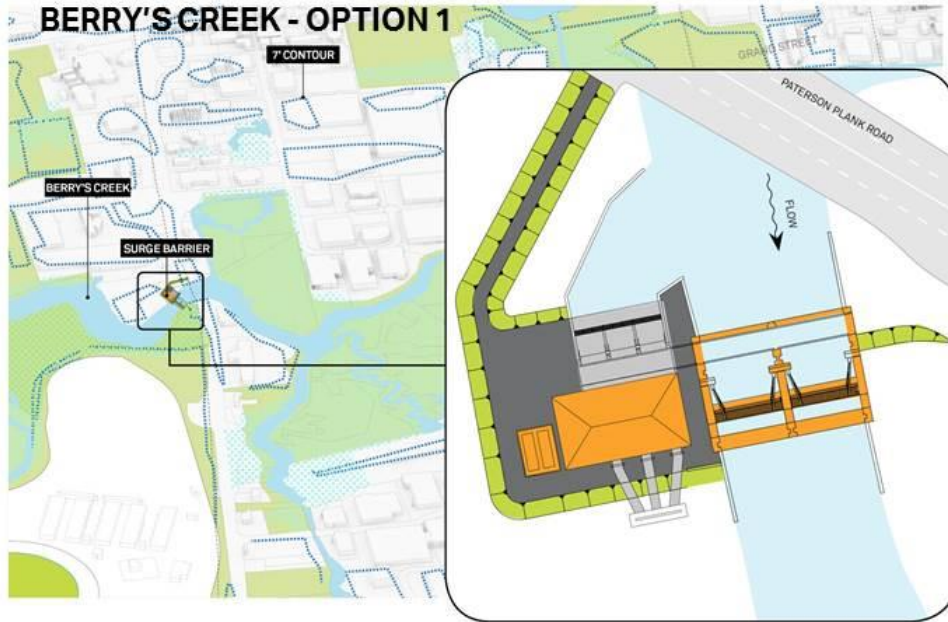 BERRY'S CREEK - OPTION 1
7' CONTOUR
GRAND STREET
PATERSON PLANK ROAD
BERRY'S CREEK
FLOW
SURGE BARRIER